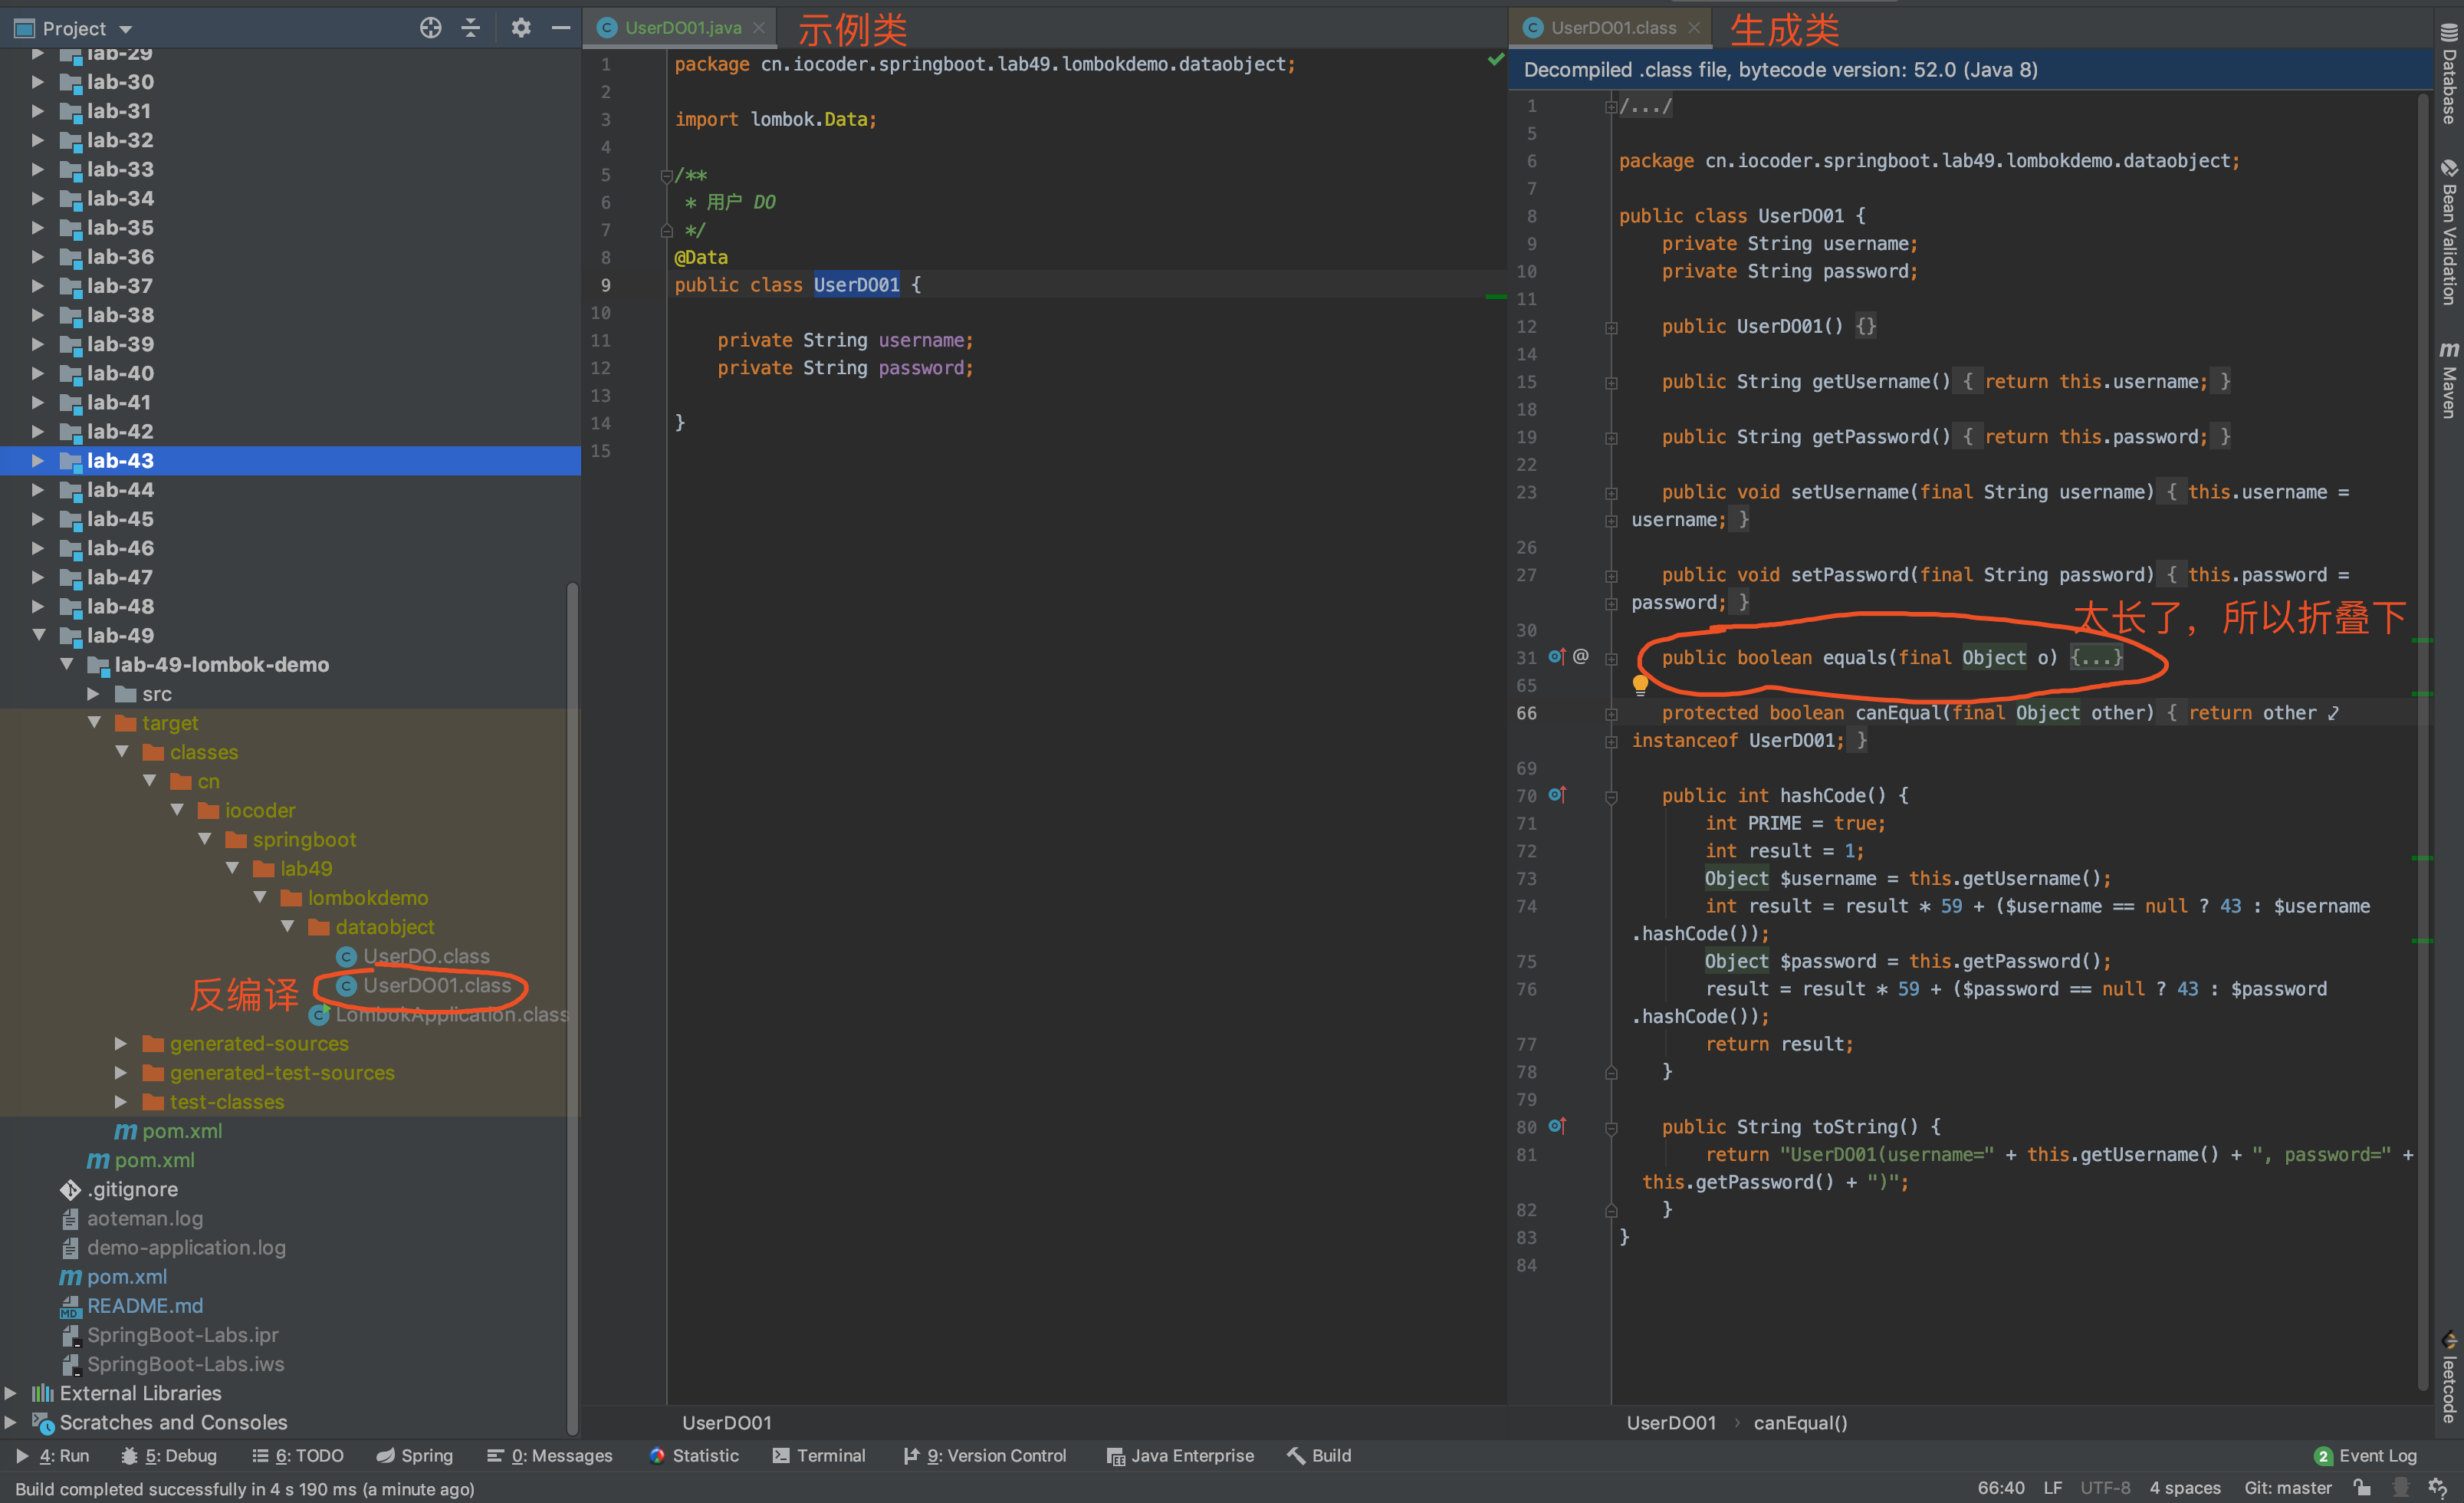 Project
UserDO01.java
示例类
UserDO01.class
生成类
lab-29
lab-30
lab-31
lab-32
lab-33
lab-34
lab-35
lab-36
lab-37
lab-38
lab-39
lab-40
lab-41
lab-42
lab-43
lab-44
lab-45
lab-46
lab-47
lab-48
lab-49
lab-49-lombok-demo
src
target
classes
cn
iocoder
springboot
lab49
lombokdemo
dataobject
UserDO.class
UserDO01.class
反编译
LombokApplication.class
generated-sources
generated-test-sources
test-classes
pom.xml
pom.xml
.gitignore
aoteman.log
demo-application.log
pom.xml
README.md
SpringBoot-Labs.ipr
SpringBoot-Labs.iws
External Libraries
Scratches and Consoles
1 package cn.iocoder.springboot.lab49.lombokdemo.dataobject;
2
3 import lombok.Data;
4
5 /**
6 * 用户 DO
7 */
8 @Data
9 public class UserDO01 {
10
11 private String username;
12 private String password;
13
14 }
15
UserDO01
Decompiled .class file, bytecode version: 52.0 (Java 8)
1 /.../
5
6 package cn.iocoder.springboot.lab49.lombokdemo.dataobject;
7
8 public class UserDO01 {
9 private String username;
10 private String password;
11
12 public UserDO01() {}
14
15 public String getUsername() { return this.username; }
18
19 public String getPassword() { return this.password; }
22
23 public void setUsername(final String username) { this.username =
username; }
26
27 public void setPassword(final String password) { this.password =
password; }
太长了，所以折叠下
30
31 @ public boolean equals(final Object o) {...}
65
66 protected boolean canEqual(final Object other) { return other
instanceof UserDO01; }
69
70 public int hashCode() {
71 int PRIME = true;
72 int result = 1;
73 Object $username = this.getUsername();
74 int result = result * 59 + ($username == null ? 43 : $username
.hashCode());
75 Object $password = this.getPassword();
76 result = result * 59 + ($password == null ? 43 : $password
.hashCode());
77 return result;
78 }
79
80 public String toString() {
81 return "UserDO01(username=" + this.getUsername() + ", password=" +
this.getPassword() + ")";
82 }
83 }
84
UserDO01 › canEqual()
Database
Bean Validation
Maven
leetcode
4: Run
5: Debug
6: TODO
Spring
0: Messages
Statistic
Terminal
9: Version Control
Java Enterprise
Build
2 Event Log
Build completed successfully in 4 s 190 ms (a minute ago)
66:40
LF
UTF-8
4 spaces
Git: master